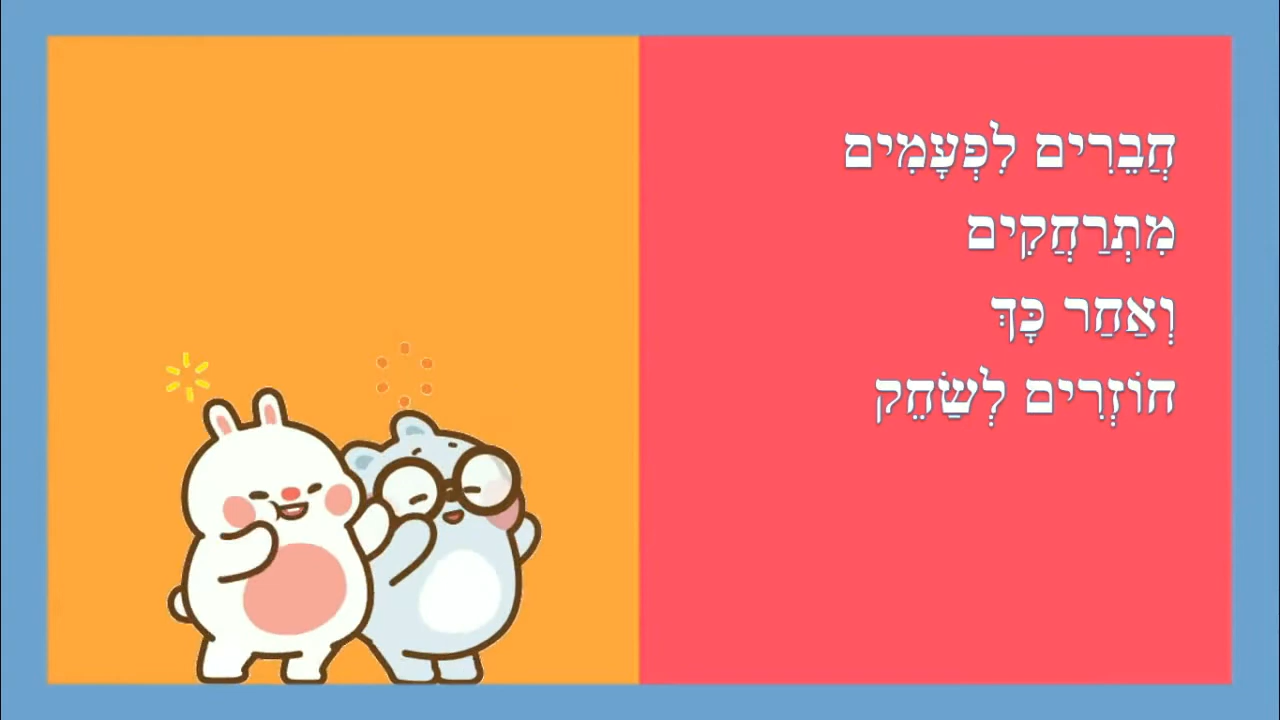 חֲבֵרִים לִפְעָמִים
מִתְרַחֲקִים
וְאַחַר כָּךְ
חוֹזְרִים לְשַׂחֵק